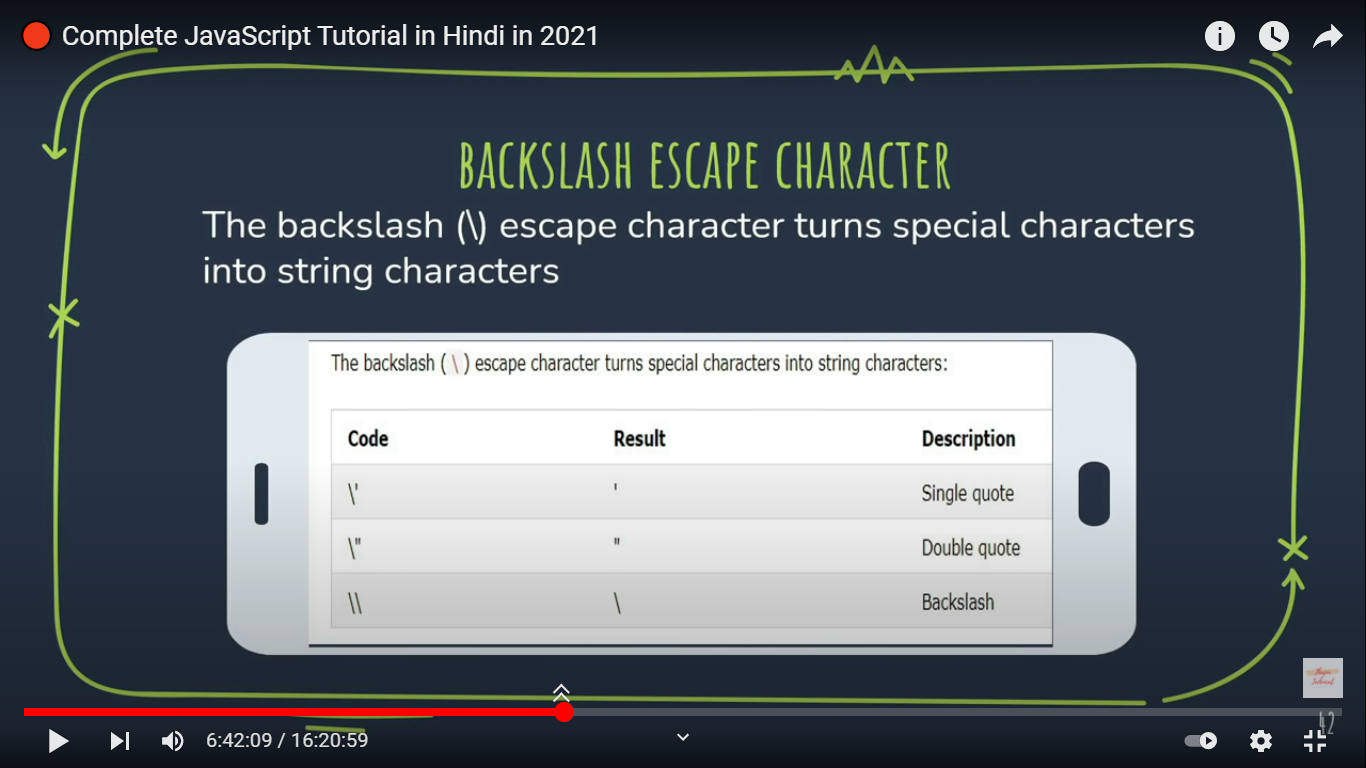 Complete JavaScript Tutorial in Hindi in 2021
BACKSLASH ESCAPE CHARACTER
The backslash (\) escape character turns special characters
into string characters
The backslash ( \ ) escape character turns special characters into string characters:
Code Result Description
\' ' Single quote
\" " Double quote
\\ \ Backslash
42
6:42:09 / 16:20:59